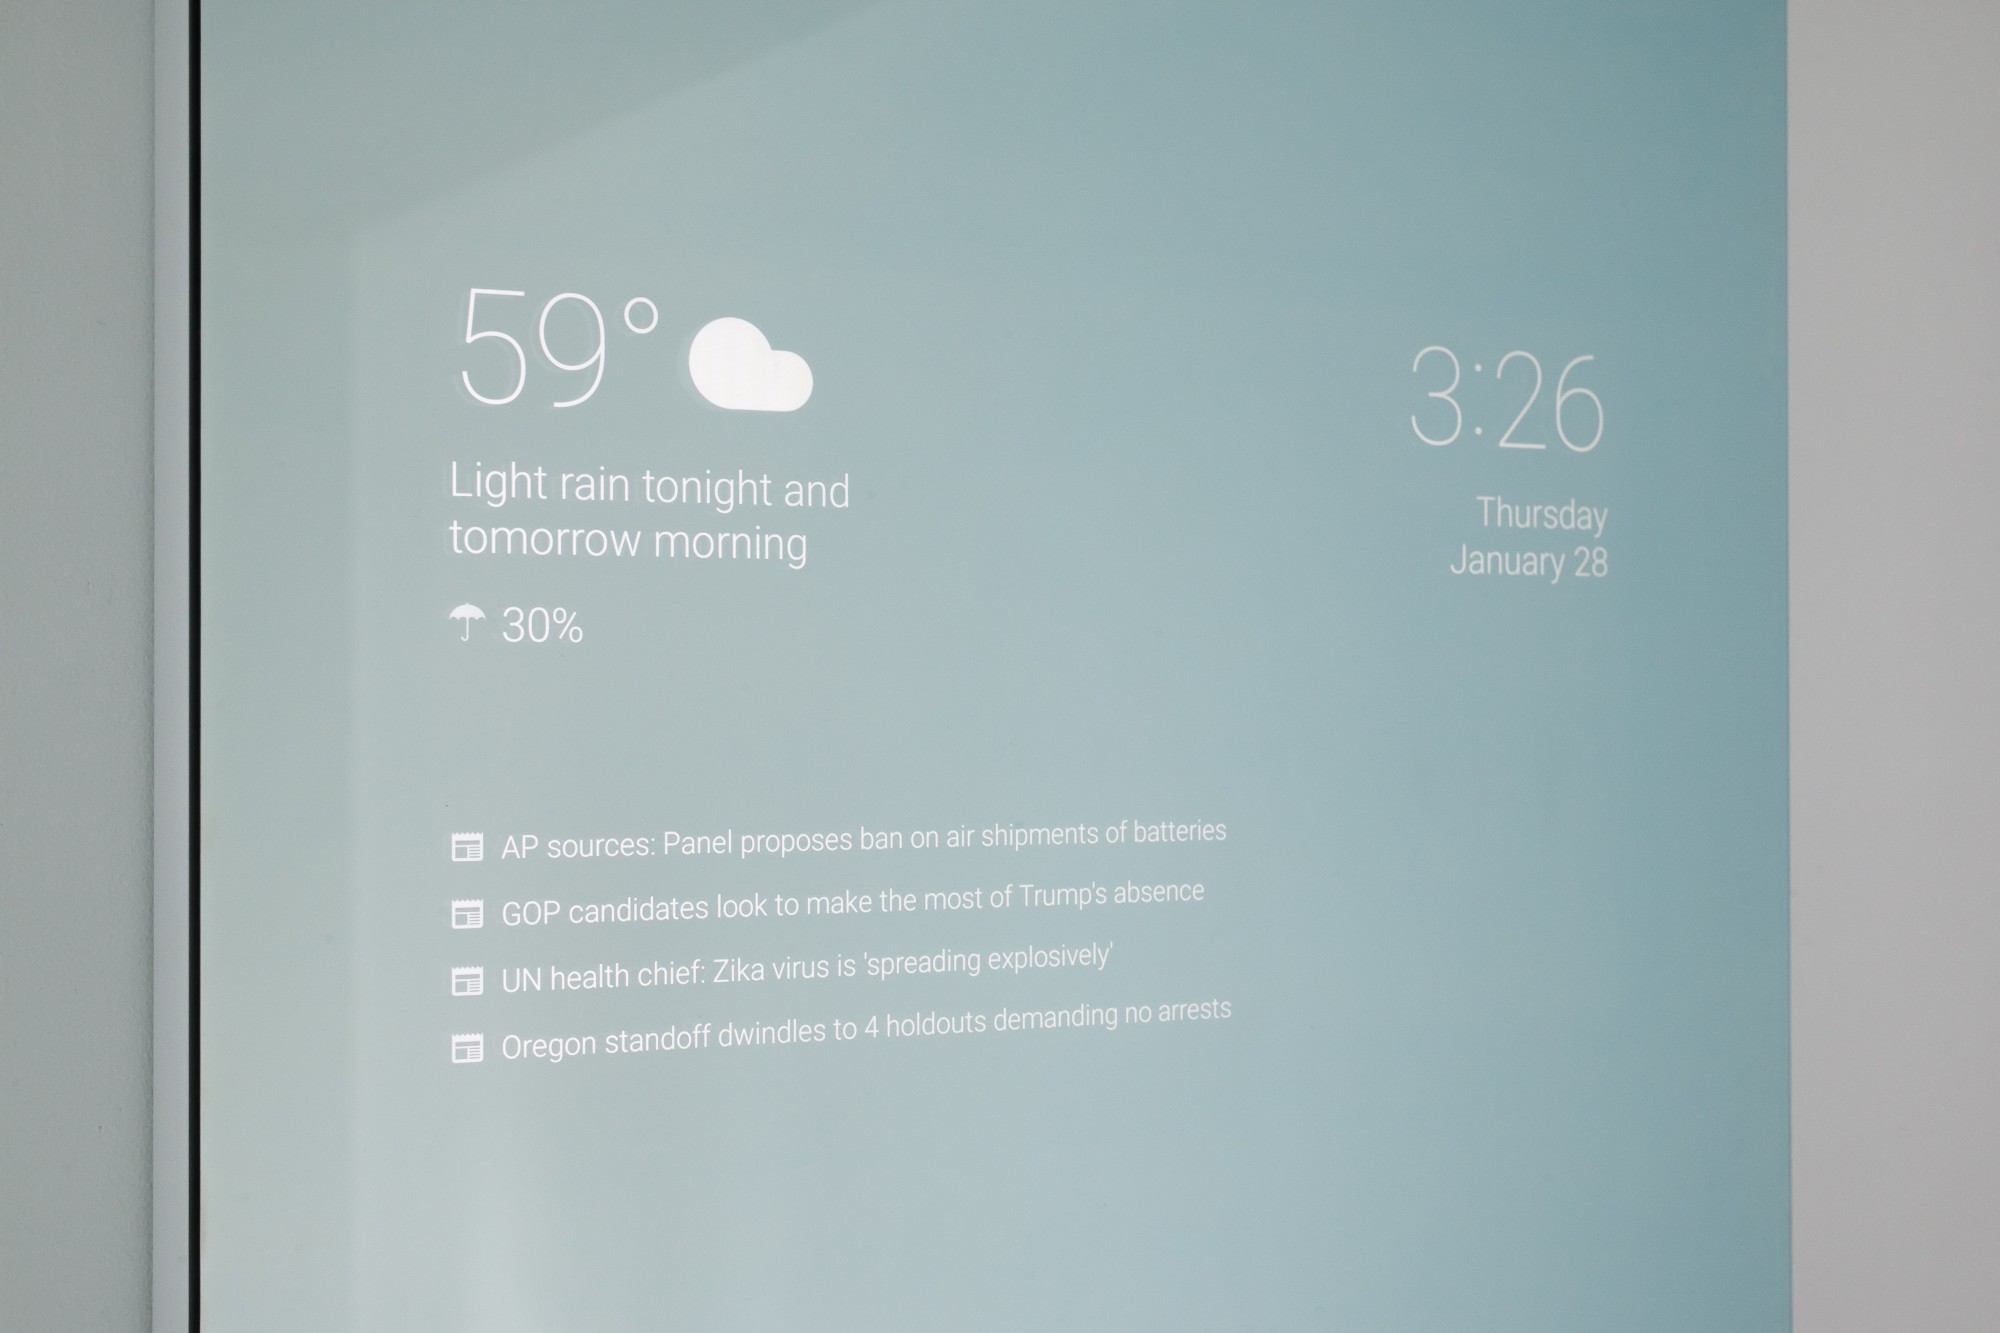 59°
Light rain tonight and
tomorrow morning
30%
3:26
Thursday
January 28
AP sources: Panel proposes ban on air shipments of batteries
GOP candidates look to make the most of Trump's absence
UN health chief: Zika virus is 'spreading explosively'
Oregon standoff dwindles to 4 holdouts demanding no arrests